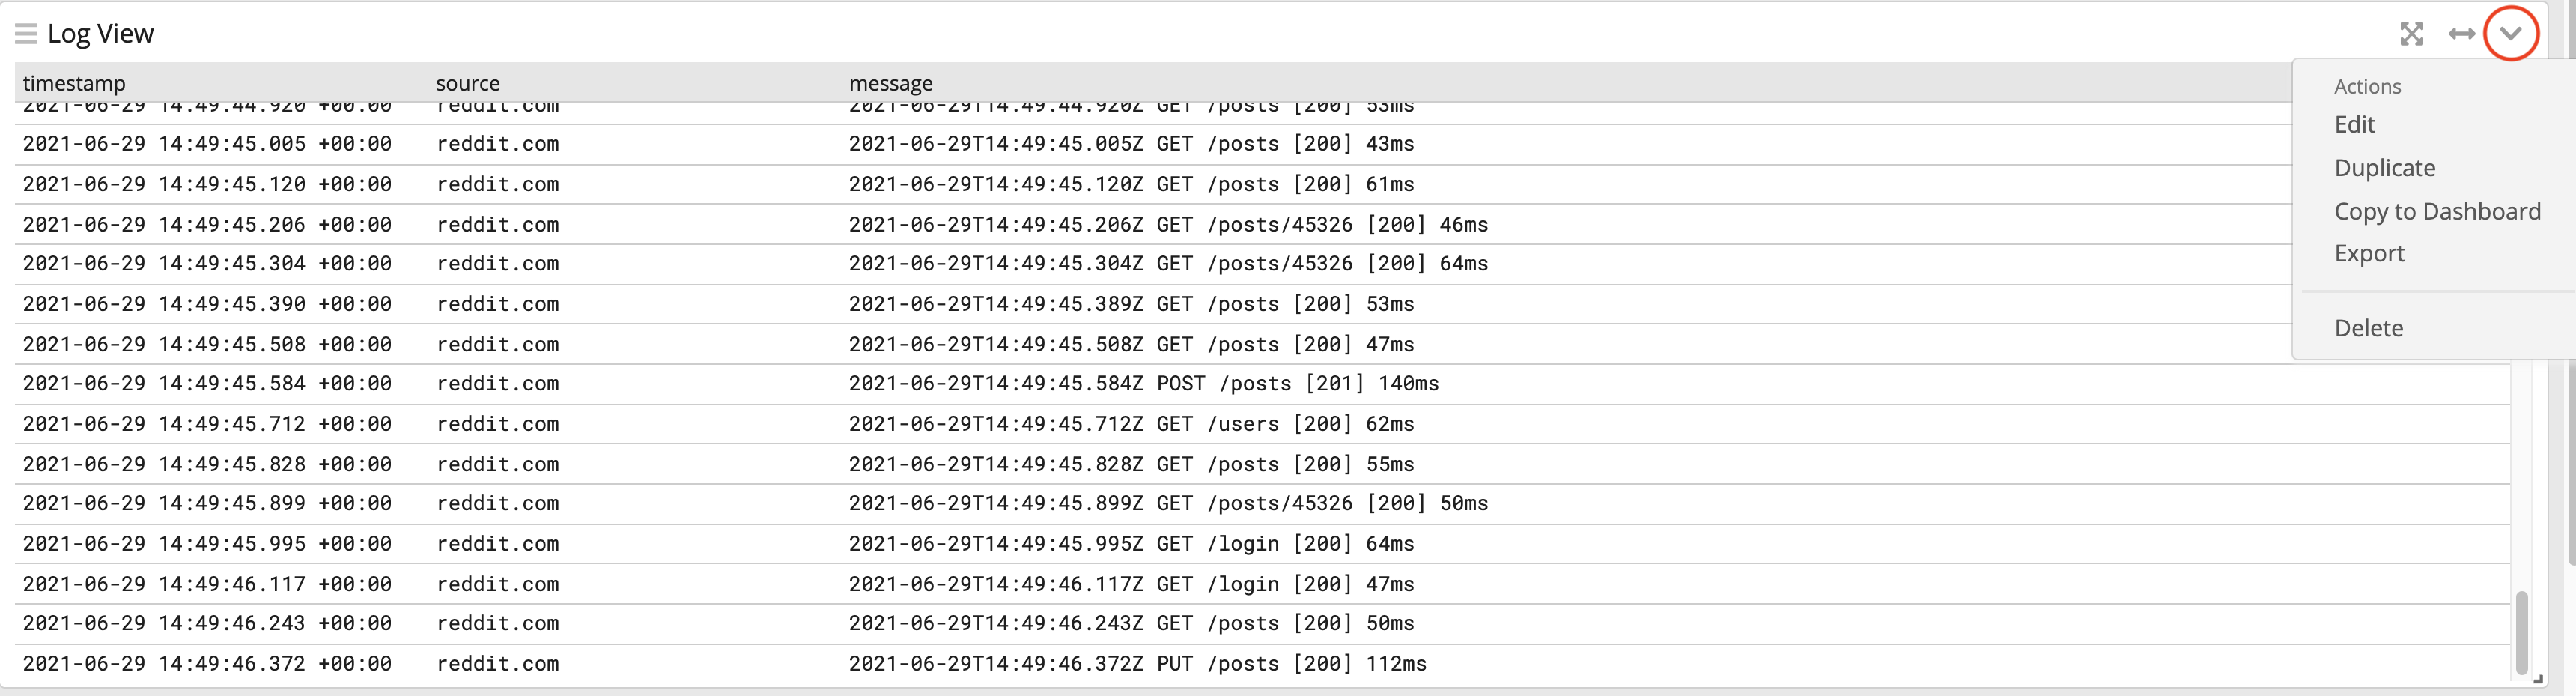 Log View
timestamp source message
2021-06-29 14:49:44.920 +00:00 reddit.com 2021-06-29T14:49:44.920Z GET /posts [200] 53ms
2021-06-29 14:49:45.005 +00:00 reddit.com 2021-06-29T14:49:45.005Z GET /posts [200] 43ms
2021-06-29 14:49:45.120 +00:00 reddit.com 2021-06-29T14:49:45.120Z GET /posts [200] 61ms
2021-06-29 14:49:45.206 +00:00 reddit.com 2021-06-29T14:49:45.206Z GET /posts/45326 [200] 46ms
2021-06-29 14:49:45.304 +00:00 reddit.com 2021-06-29T14:49:45.304Z GET /posts/45326 [200] 64ms
2021-06-29 14:49:45.390 +00:00 reddit.com 2021-06-29T14:49:45.389Z GET /posts [200] 53ms
2021-06-29 14:49:45.508 +00:00 reddit.com 2021-06-29T14:49:45.508Z GET /posts [200] 47ms
2021-06-29 14:49:45.584 +00:00 reddit.com 2021-06-29T14:49:45.584Z POST /posts [201] 140ms
2021-06-29 14:49:45.712 +00:00 reddit.com 2021-06-29T14:49:45.712Z GET /users [200] 62ms
2021-06-29 14:49:45.828 +00:00 reddit.com 2021-06-29T14:49:45.828Z GET /posts [200] 55ms
2021-06-29 14:49:45.899 +00:00 reddit.com 2021-06-29T14:49:45.899Z GET /posts/45326 [200] 50ms
2021-06-29 14:49:45.995 +00:00 reddit.com 2021-06-29T14:49:45.995Z GET /login [200] 64ms
2021-06-29 14:49:46.117 +00:00 reddit.com 2021-06-29T14:49:46.117Z GET /login [200] 47ms
2021-06-29 14:49:46.243 +00:00 reddit.com 2021-06-29T14:49:46.243Z GET /posts [200] 50ms
2021-06-29 14:49:46.372 +00:00 reddit.com 2021-06-29T14:49:46.372Z PUT /posts [200] 112ms
Actions
Edit
Duplicate
Copy to Dashboard
Export
Delete